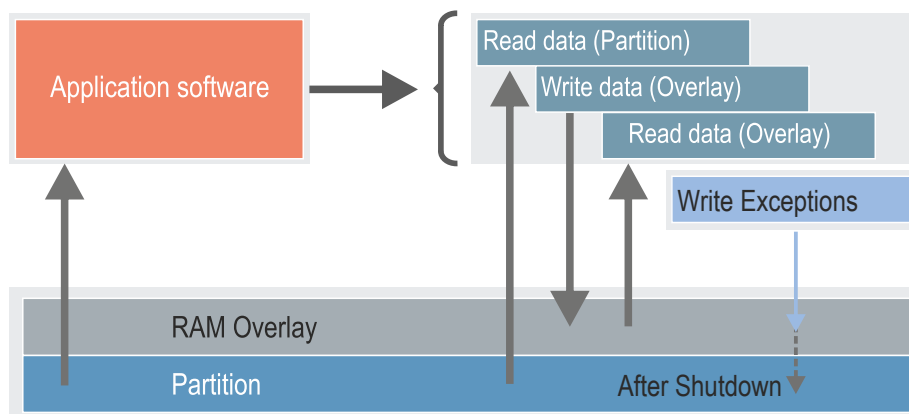 Application software
Read data (Partition)
Write data (Overlay)
Read data (Overlay)
Write Exceptions
RAM Overlay
Partition
After Shutdown